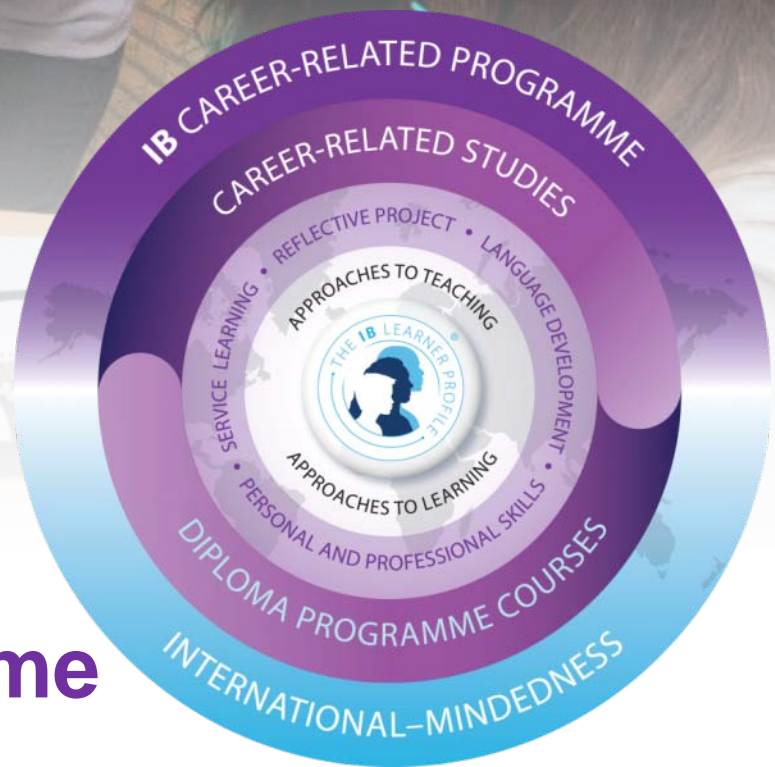 IB CAREER-RELATED PROGRAMME
CAREER-RELATED STUDIES
SERVICE LEARNING • REFLECTIVE PROJECT • LANGUAGE DEVELOPMENT • PERSONAL AND PROFESSIONAL SKILLS •
APPROACHES TO TEACHING
THE IB LEARNER PROFILE ®
APPROACHES TO LEARNING
DIPLOMA PROGRAMME COURSES
INTERNATIONAL–MINDEDNESS
me